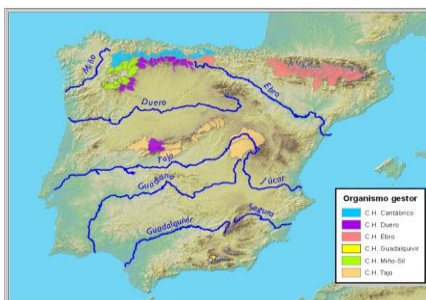 Miño
Ebro
Duero
Tajo
Guadiana
Júcar
Guadalquivir
Segura
Organismo gestor
C.H. Cantábrico
C.H. Duero
C.H. Ebro
C.H. Guadalquivir
C.H. Miño-Sil
C.H. Tajo